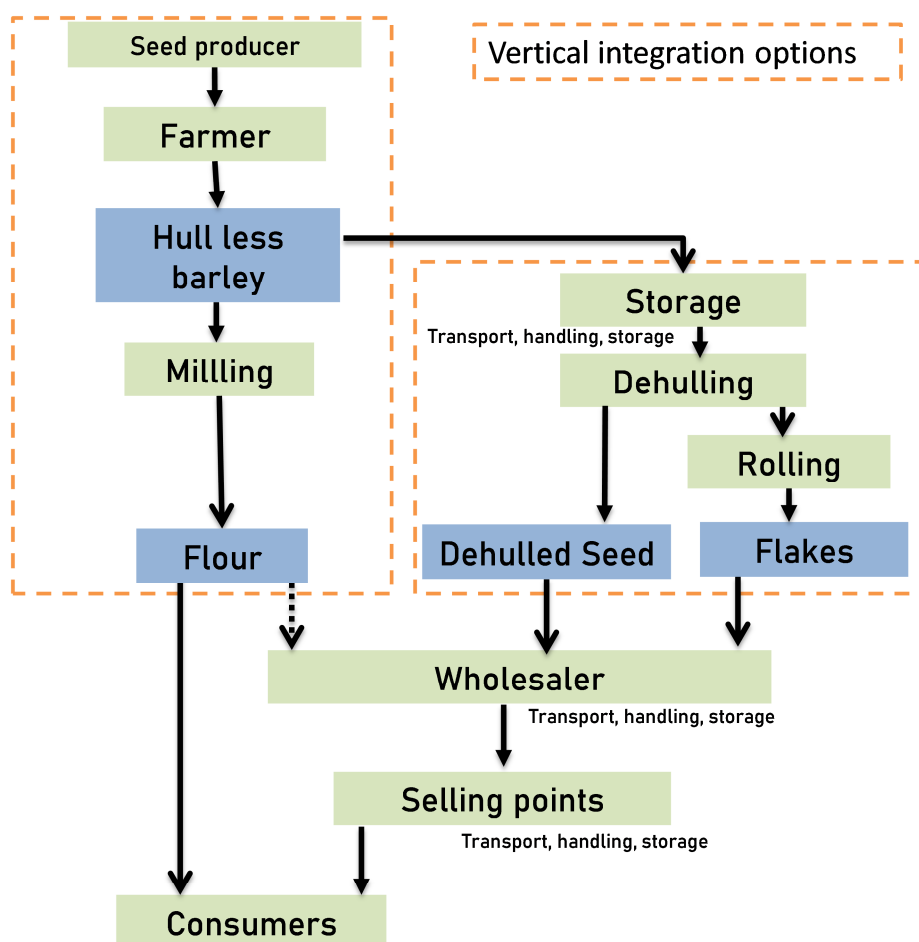 Seed producer
Vertical integration options
Farmer
Hull less
barley
Storage
Transport, handling, storage
Millling
Dehulling
Rolling
Flour
Dehulled Seed
Flakes
Wholesaler
Transport, handling, storage
Selling points
Transport, handling, storage
Consumers